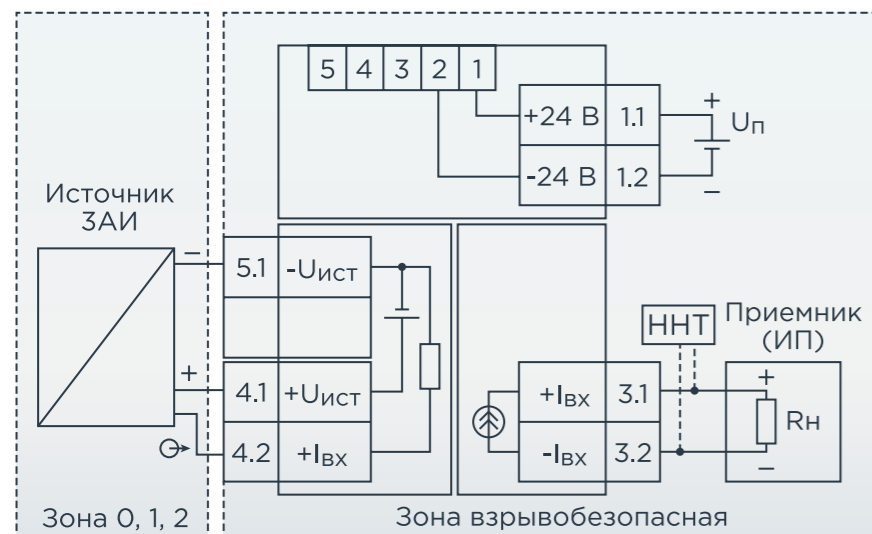 5 4 3 2 1
+24 В 1.1
-24 В 1.2
+
Uп
–
Источник
ЗАИ
–
5.1 -Uист
+
4.1 +Uист
4.2 +Iвх
ННТ
Приемник
(ИП)
+Iвх 3.1
-Iвх 3.2
+
Rн
–
Зона 0, 1, 2
Зона взрывобезопасная